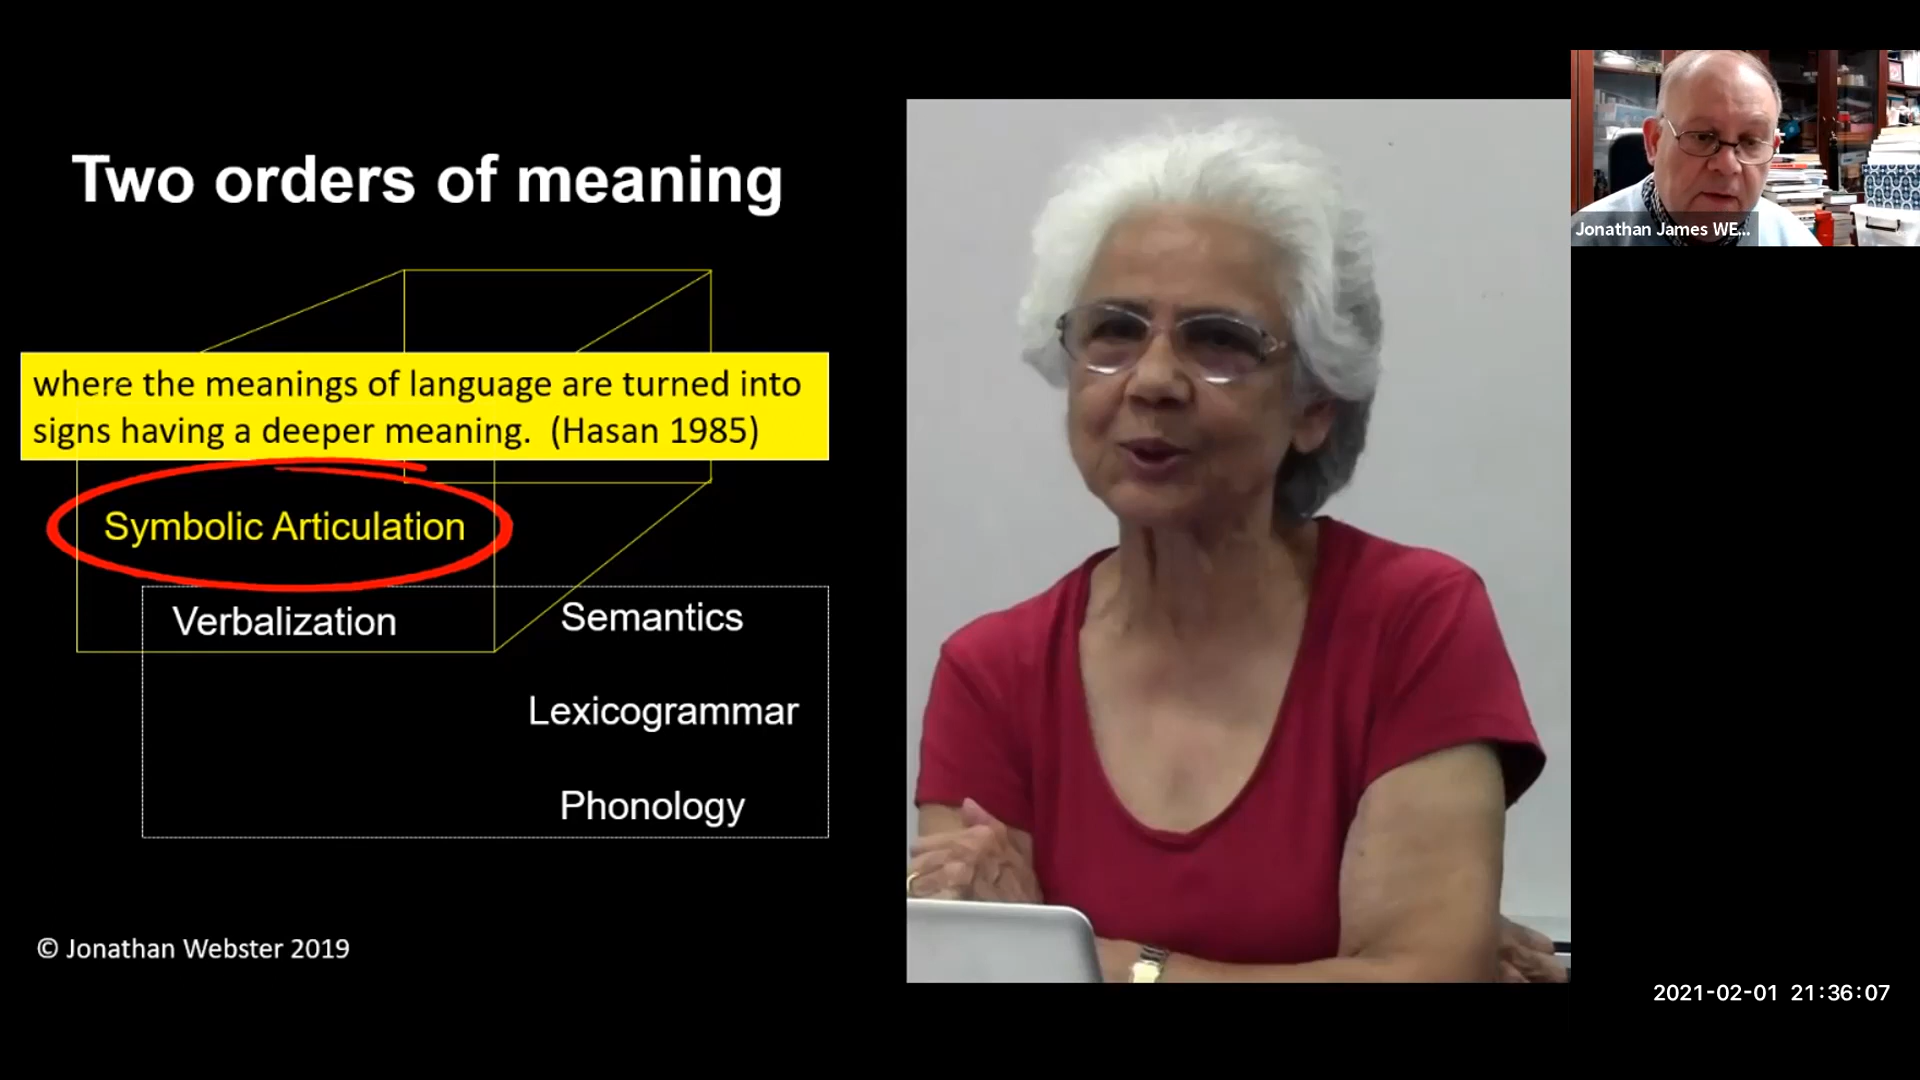 Two orders of meaning
where the meanings of language are turned into
signs having a deeper meaning. (Hasan 1985)
Symbolic Articulation
Verbalization
Semantics
Lexicogrammar
Phonology
© Jonathan Webster 2019
Jonathan James WE...
2021-02-01 21:36:07